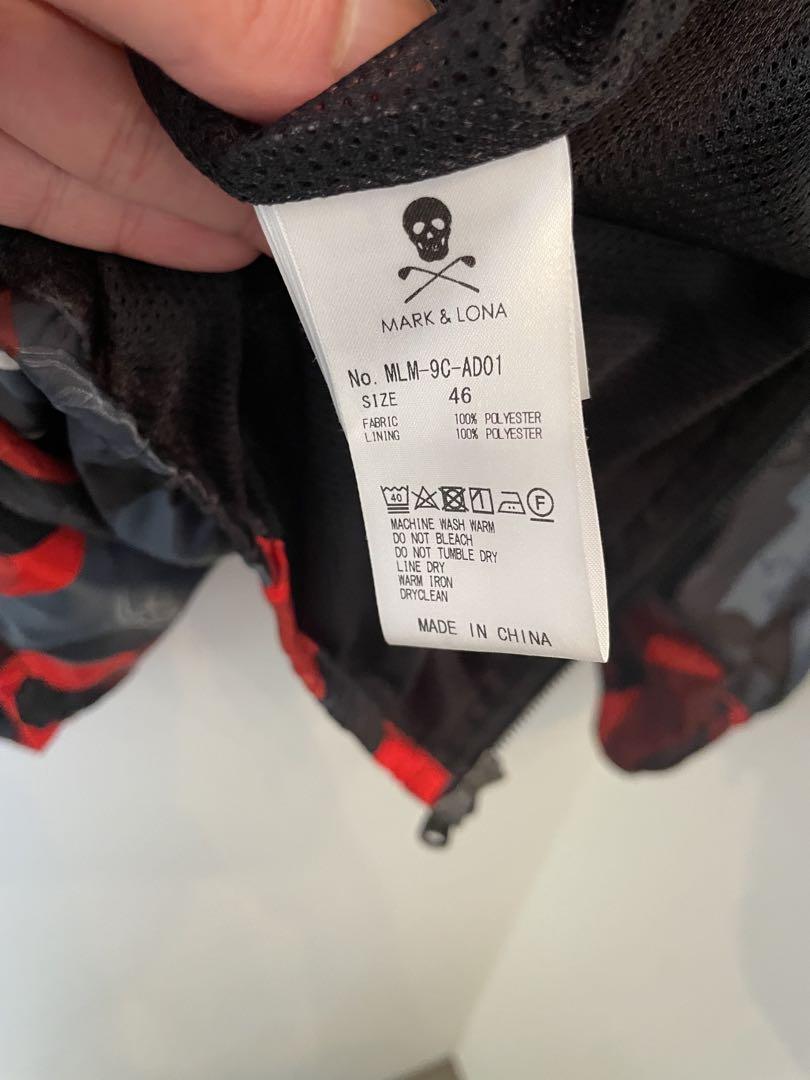 MARK & LONA
No. MLM-9C-AD01
SIZE 46
FABRIC 100% POLYESTER
LINING 100% POLYESTER
40 F
MACHINE WASH WARM
DO NOT BLEACH
DO NOT TUMBLE DRY
LINE DRY
WARM IRON
DRYCLEAN
MADE IN CHINA